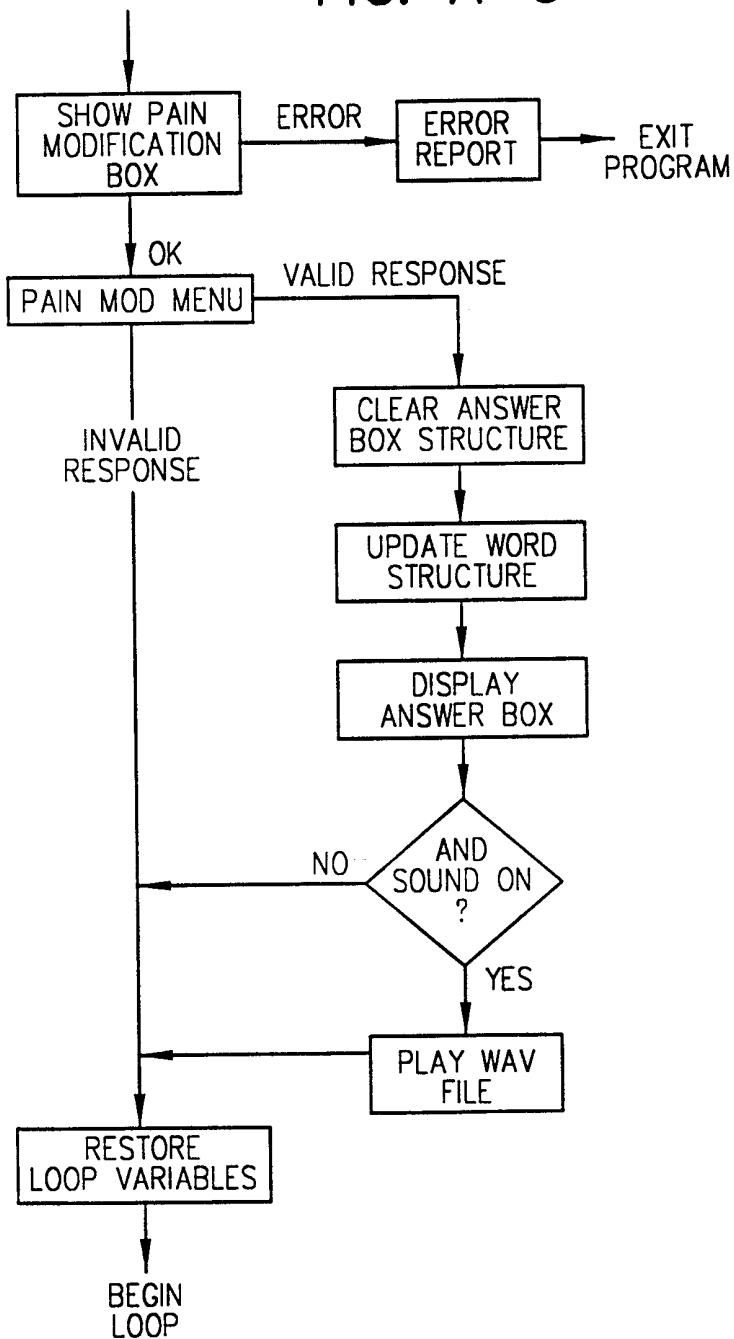 SHOW PAIN
MODIFICATION
BOX
ERROR
ERROR
REPORT
EXIT
PROGRAM
OK
PAIN MOD MENU
VALID RESPONSE
INVALID
RESPONSE
CLEAR ANSWER
BOX STRUCTURE
UPDATE WORD
STRUCTURE
DISPLAY
ANSWER BOX
AND
SOUND ON
?
NO
YES
PLAY WAV
FILE
RESTORE
LOOP VARIABLES
BEGIN
LOOP